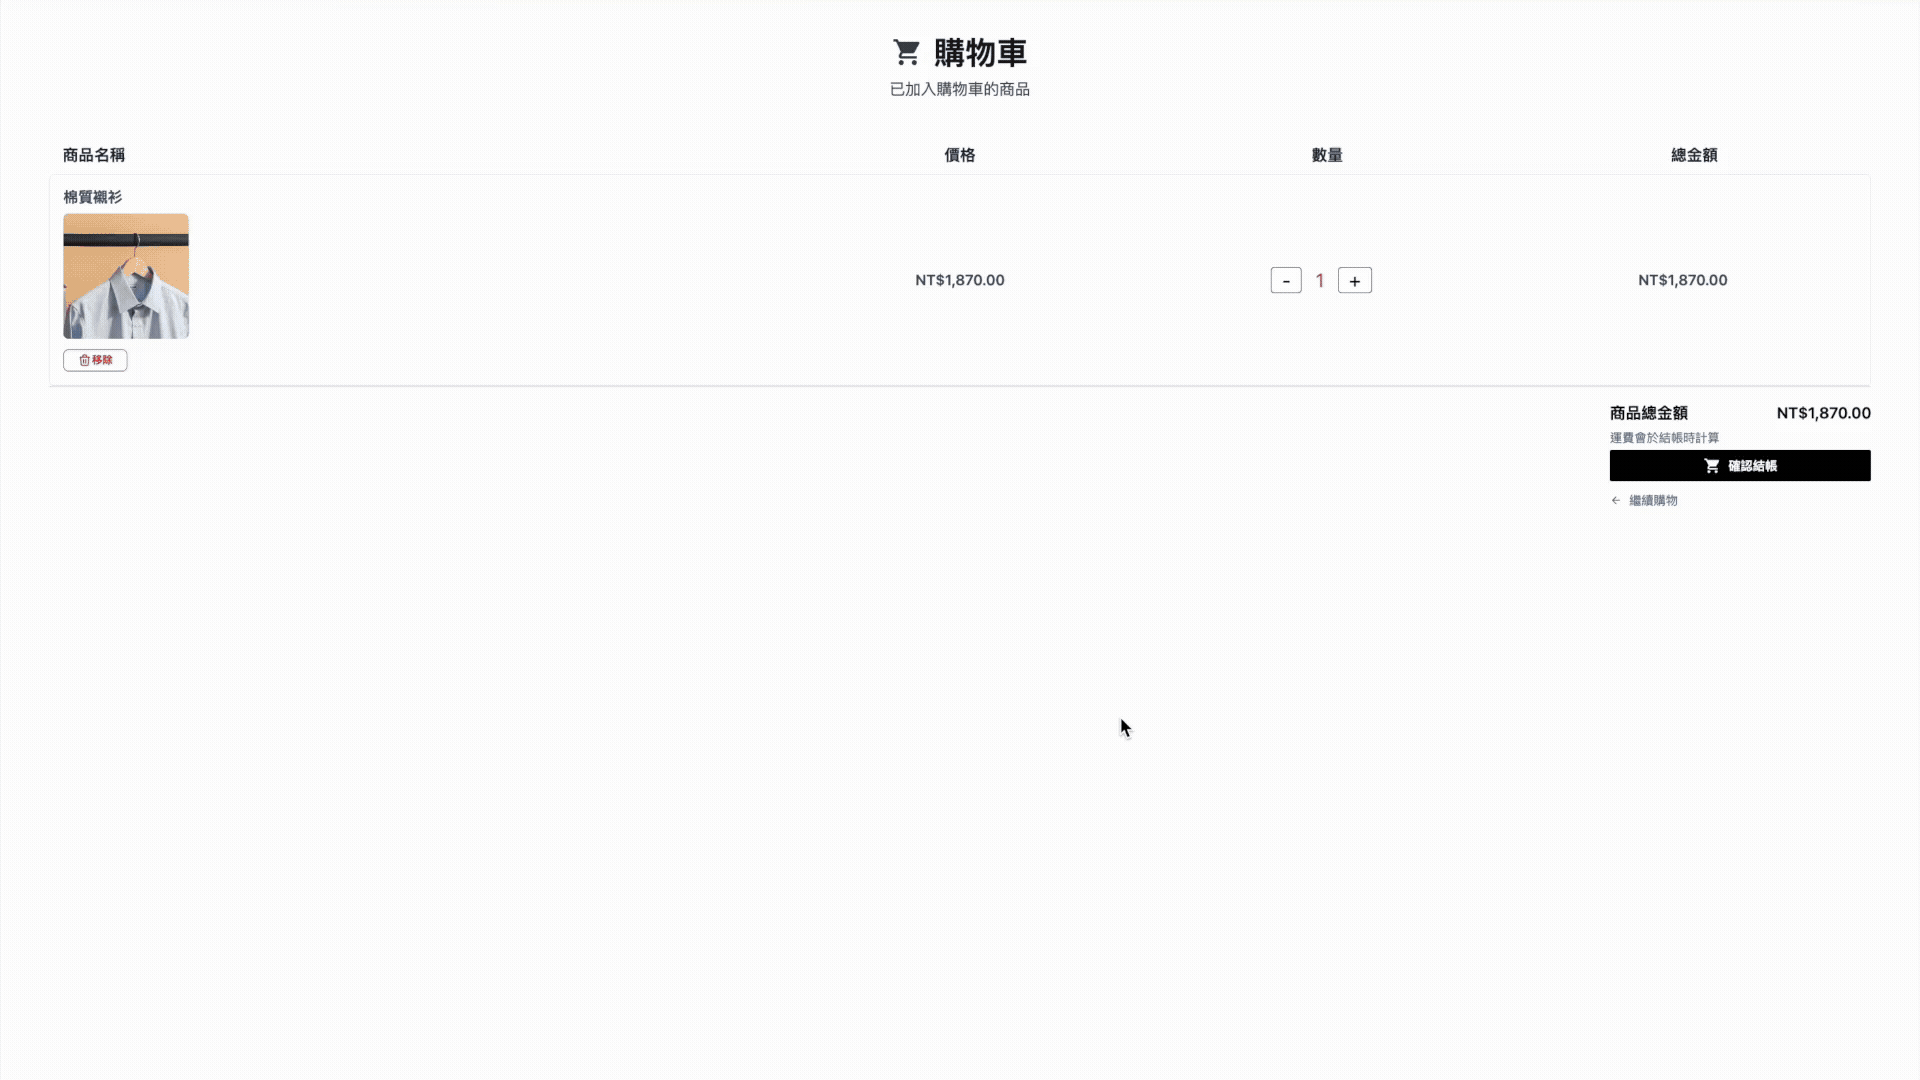 購物車
已加入購物車的商品
商品名稱 價格 數量 總金額
棉質襯衫
NT$1,870.00 - 1 + NT$1,870.00
移除
商品總金額 NT$1,870.00
運費會於結帳時計算
確認結帳
← 繼續購物